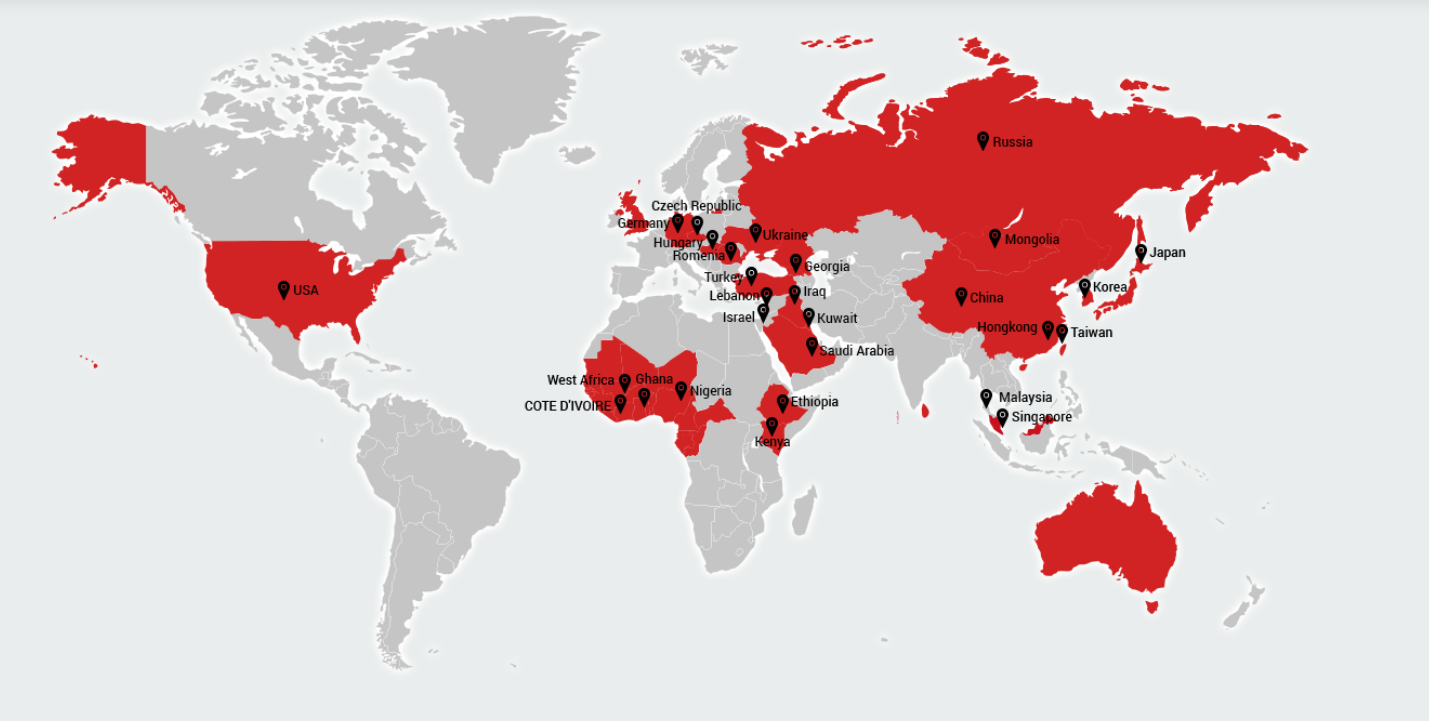 Russia
Czech Republic
Germany
Ukraine
Hungary
Romenia
Mongolia
Japan
Georgia
Turkey
USA
Lebanon
Iraq
Korea
China
Israel
Kuwait
Hongkong
Taiwan
Saudi Arabia
West Africa
Ghana
Nigeria
Malaysia
COTE D'IVOIRE
Ethiopia
Singapore
Kenya